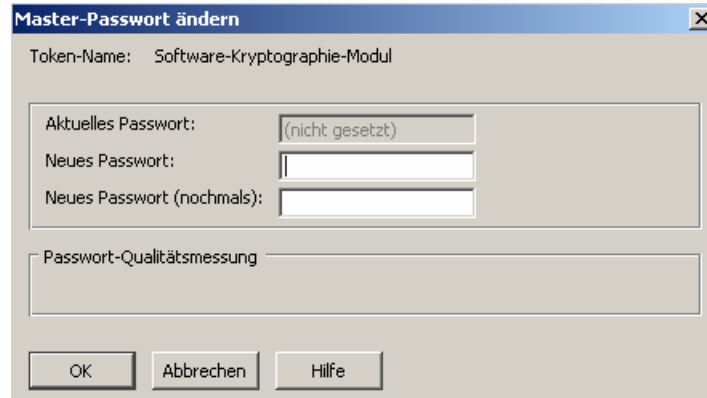 Master-Passwort ändern
Token-Name: Software-Kryptographie-Modul
Aktuelles Passwort: (nicht gesetzt)
Neues Passwort:
Neues Passwort (nochmals):
Passwort-Qualitätsmessung
OK Abbrechen Hilfe